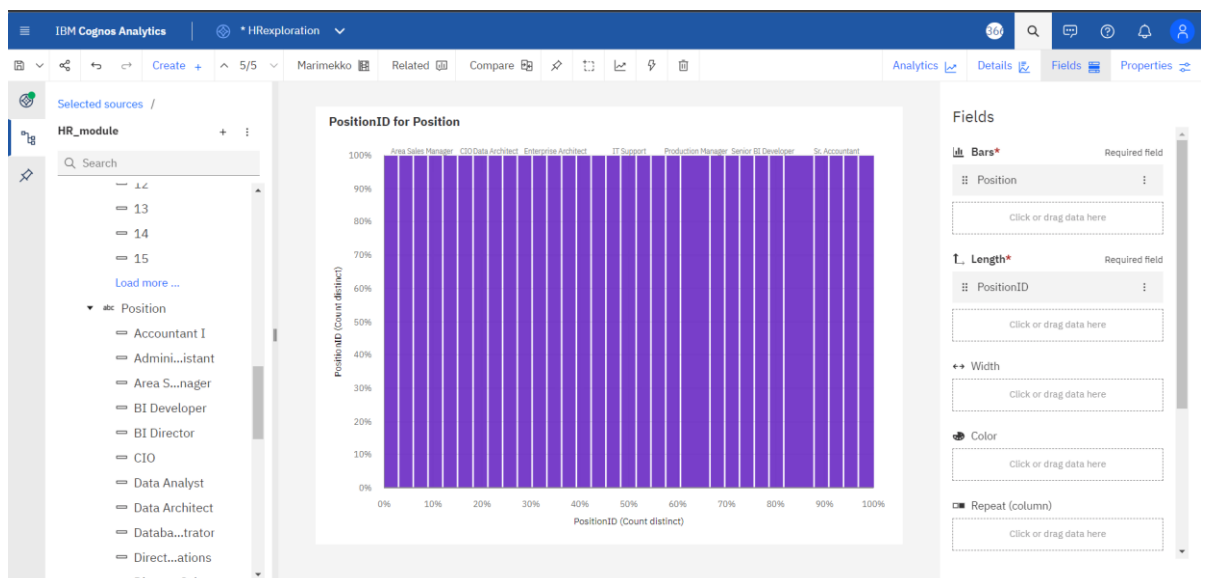 IBM Cognos Analytics
* HRexploration
Create +
5/5
Marimekko
Related
Compare
Analytics
Details
Fields
Properties
Selected sources /
HR_module
Search
12
13
14
15
Load more ...
abc Position
Accountant I
Admini...istant
Area S...nager
BI Developer
BI Director
CIO
Data Analyst
Data Architect
Databa...trator
Direct...ations
PositionID for Position
Area Sales Manager CIO Data Architect Enterprise Architect IT Support Production Manager Senior BI Developer Sr. Accountant
100%
90%
80%
70%
60%
50%
40%
30%
20%
10%
0%
PositionID (Count distinct)
0% 10% 20% 30% 40% 50% 60% 70% 80% 90% 100%
PositionID (Count distinct)
Fields
Bars* Required field
Position
Click or drag data here
Length* Required field
PositionID
Click or drag data here
Width
Click or drag data here
Color
Click or drag data here
Repeat (column)
Click or drag data here